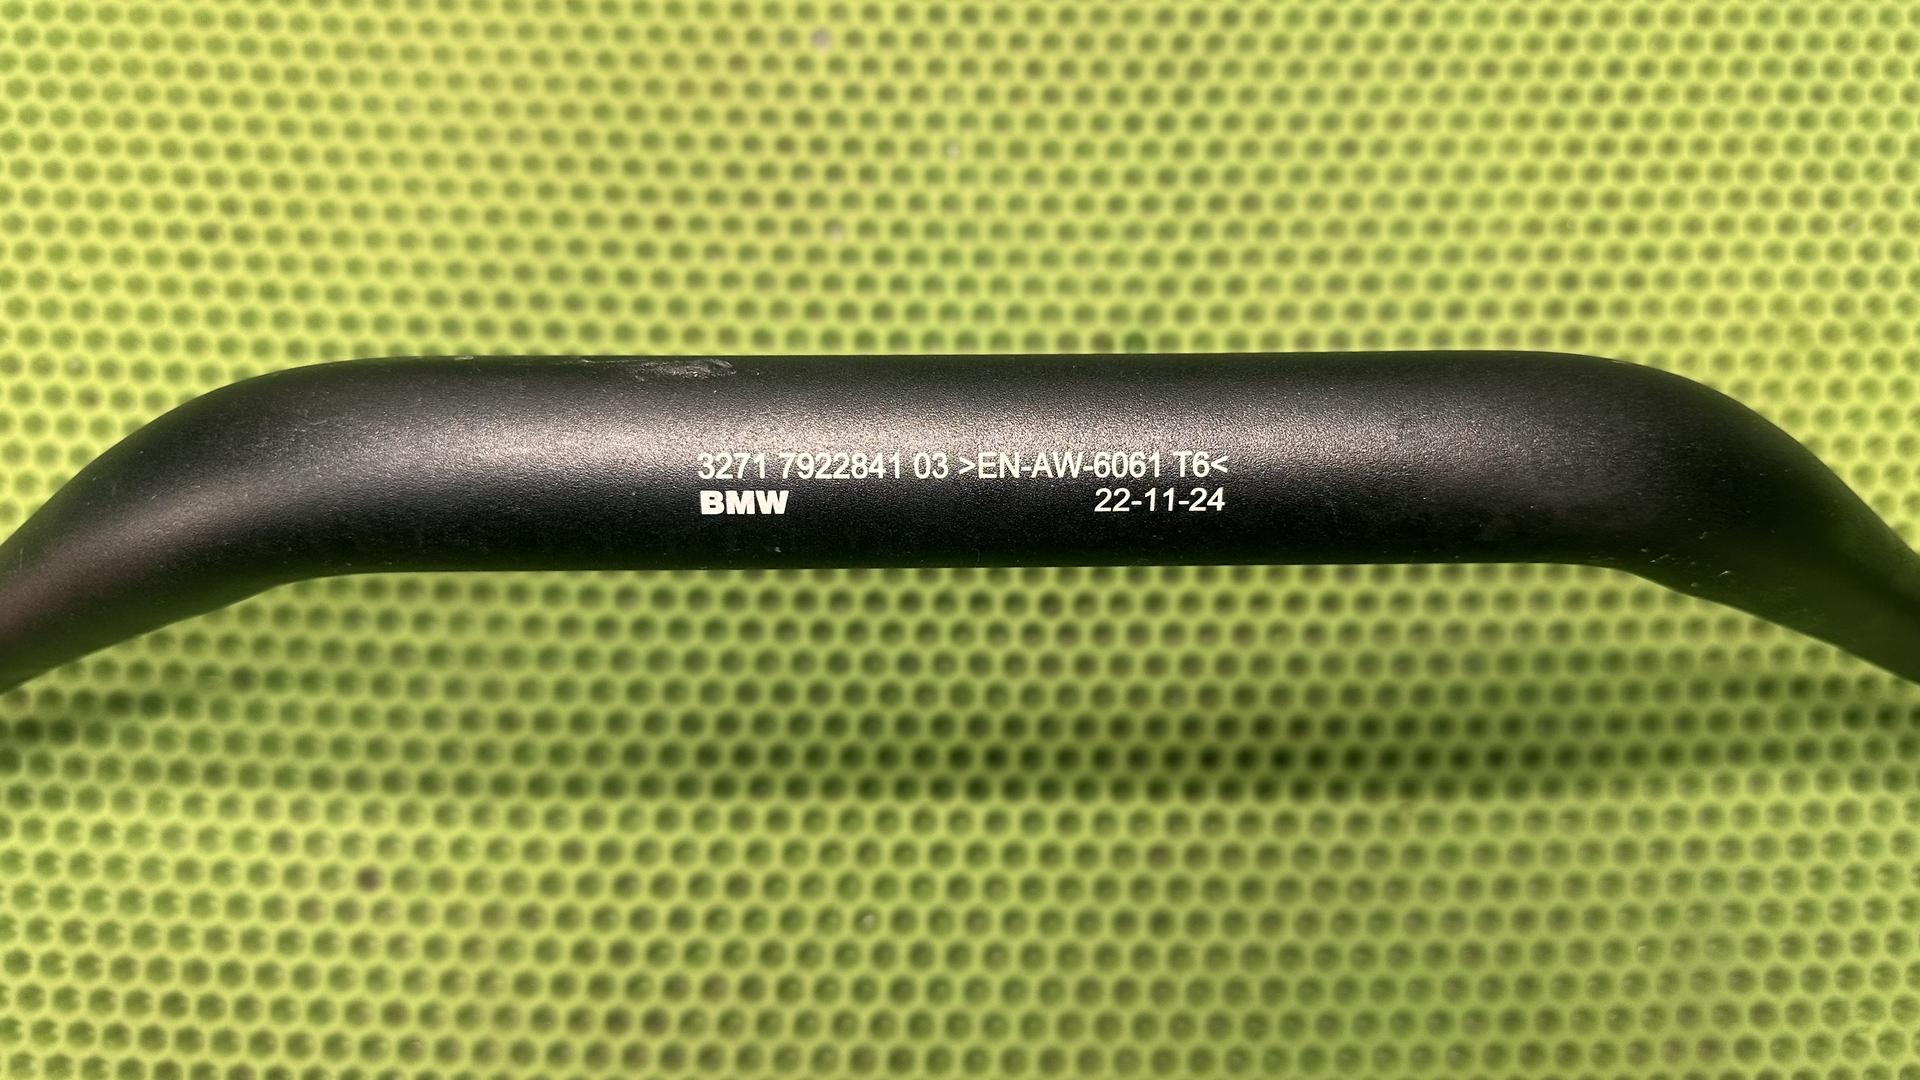 3271 7922841 03 >EN-AW-6061 T6<
BMW 22-11-24